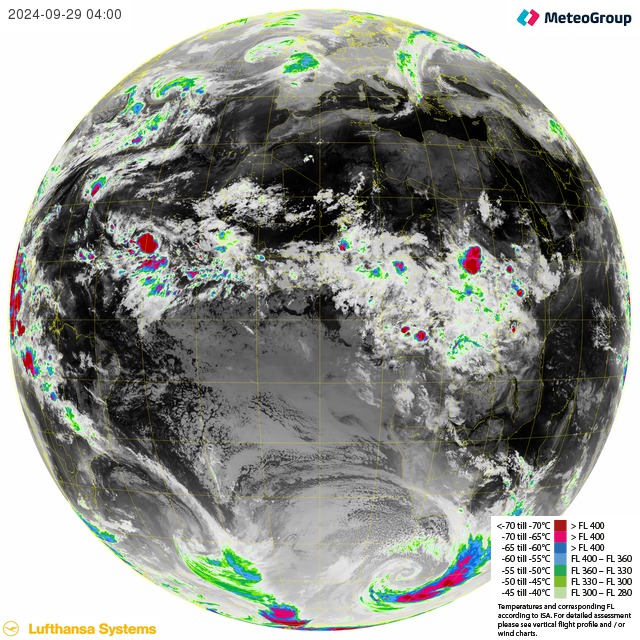 2024-09-29 04:00
MeteoGroup
<-70 till -70°C > FL 400
-70 till -65°C > FL 400
-65 till -60°C > FL 400
-60 till -55°C FL 400 – FL 360
-55 till -50°C FL 360 – FL 330
-50 till -45°C FL 330 – FL 300
-45 till -40°C FL 300 – FL 280
Temperatures and corresponding FL
according to ISA. For detailed assessment
please see vertical flight profile and / or
wind charts.
Lufthansa Systems